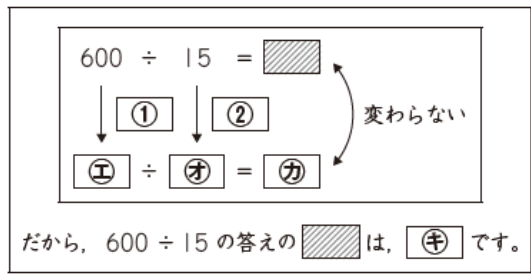 600 ÷ 15 =
① ②
変わらない
㋓ ÷ ㋔ = ㋕
だから，600 ÷ 15 の答えの は， ㋖ です。